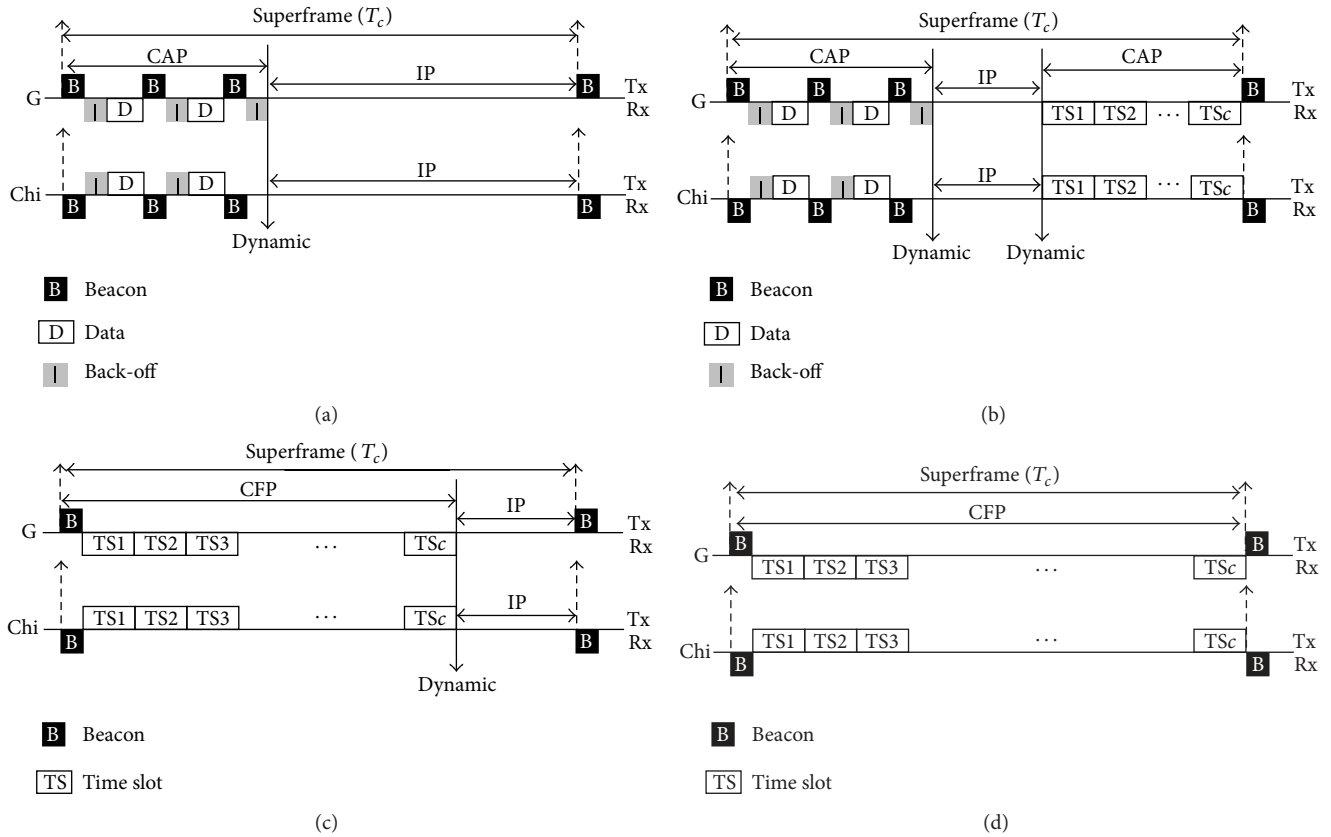 Superframe (Tc)
CAP
IP
B B B B Tx
G
D D Rx
IP
D D Tx
Chi
B B B B Rx
Dynamic
B Beacon
D Data
Back-off
(a)
Superframe (Tc)
CAP CAP
IP
B B B B Tx
G
D D TS1 TS2 ··· TSc Rx
IP
D D TS1 TS2 ··· TSc Tx
Chi
B B B B Rx
Dynamic Dynamic
B Beacon
D Data
Back-off
(b)
Superframe (Tc)
CFP
IP
B B Tx
G
TS1 TS2 TS3 ··· TSc Rx
IP
TS1 TS2 TS3 ··· TSc Tx
Chi
B B Rx
Dynamic
B Beacon
TS Time slot
(c)
Superframe (Tc)
CFP
B B Tx
G
TS1 TS2 TS3 ··· TSc Rx
TS1 TS2 TS3 ··· TSc Tx
Chi
B B Rx
B Beacon
TS Time slot
(d)